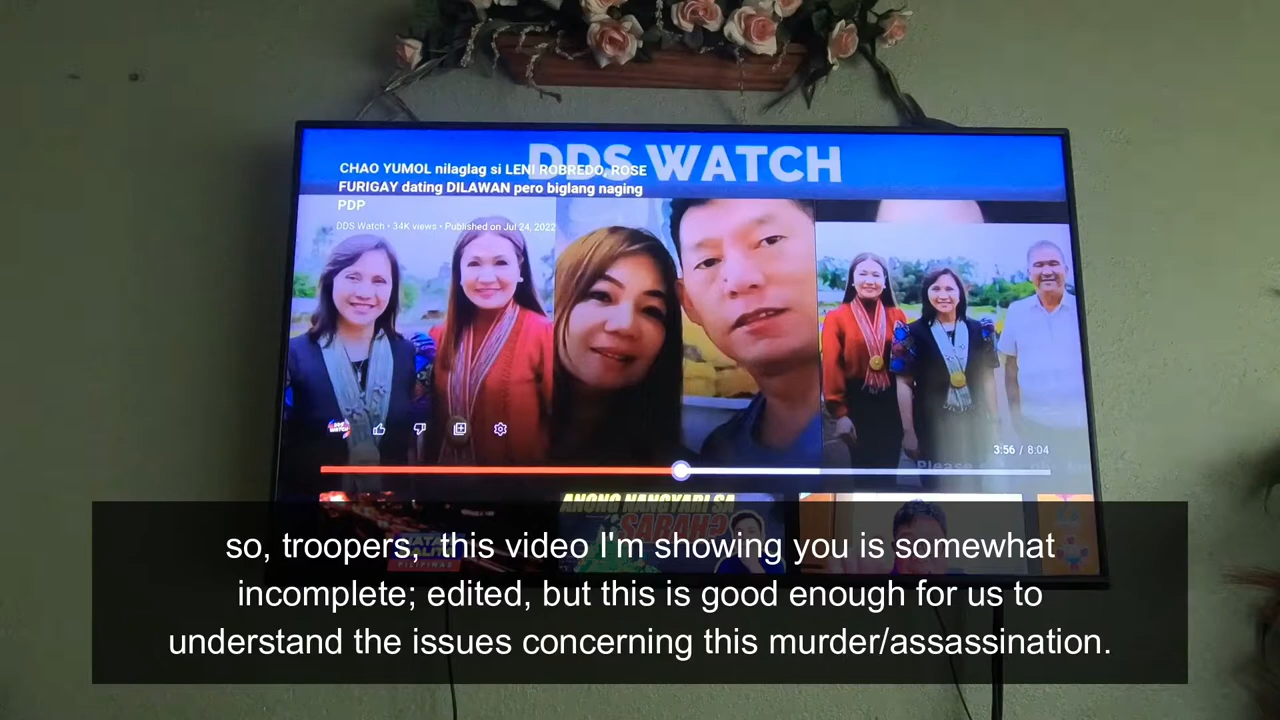 DDS WATCH
CHAO YUMOL nilaglag si LENI ROBREDO, ROSE
FURIGAY dating DILAWAN pero biglang naging
PDP
DDS Watch • 34K views • Published on Jul 24, 2022
3:56 / 8:04
Please
ANONG NANGYARI SA
SABAH?
PILIPINAS
so, troopers, this video I'm showing you is somewhat
incomplete; edited, but this is good enough for us to
understand the issues concerning this murder/assassination.